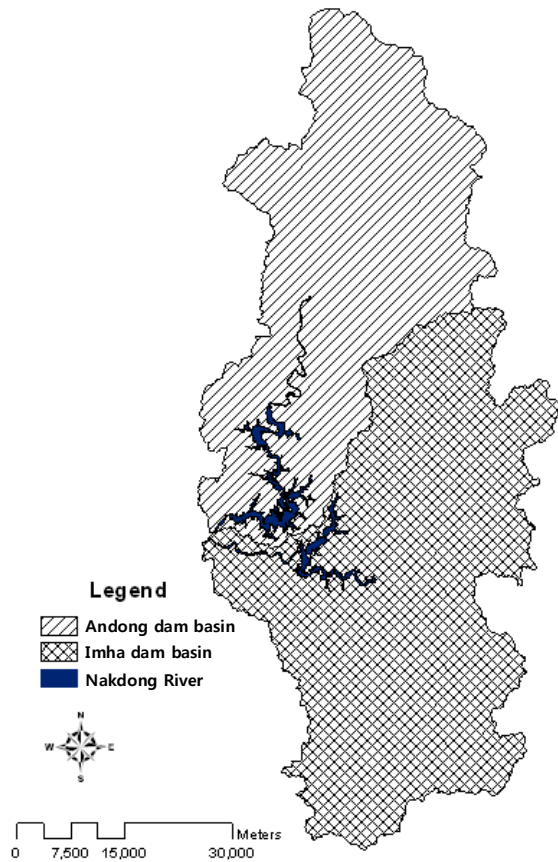 Legend
Andong dam basin
Imha dam basin
Nakdong River
N
W E
S
Meters
0 7,500 15,000 30,000